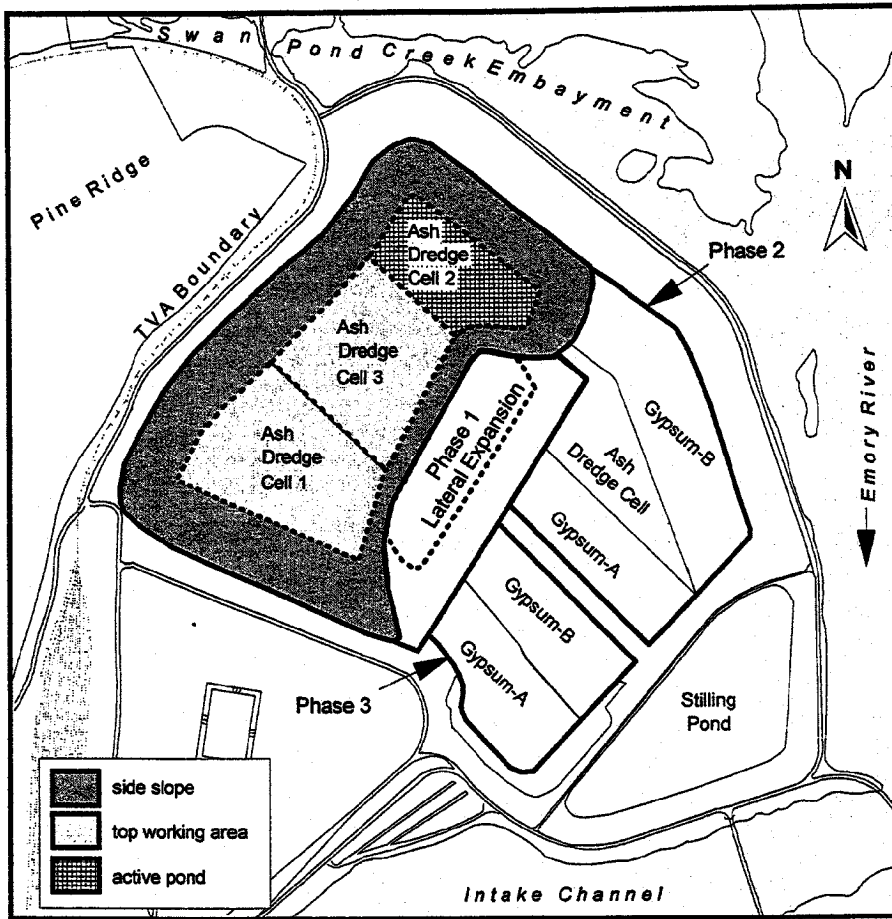 Swan Pond Creek Embayment
Pine Ridge
TVA Boundary
N
Phase 2
Ash
Dredge
Cell 2
Ash
Dredge
Cell 3
Ash
Dredge
Cell 1
Phase 1
Lateral Expansion
Gypsum-B
Ash
Dredge Cell
Gypsum-A
Emory River
Gypsum-B
Gypsum-A
Phase 3
Stilling
Pond
side slope
top working area
active pond
Intake Channel